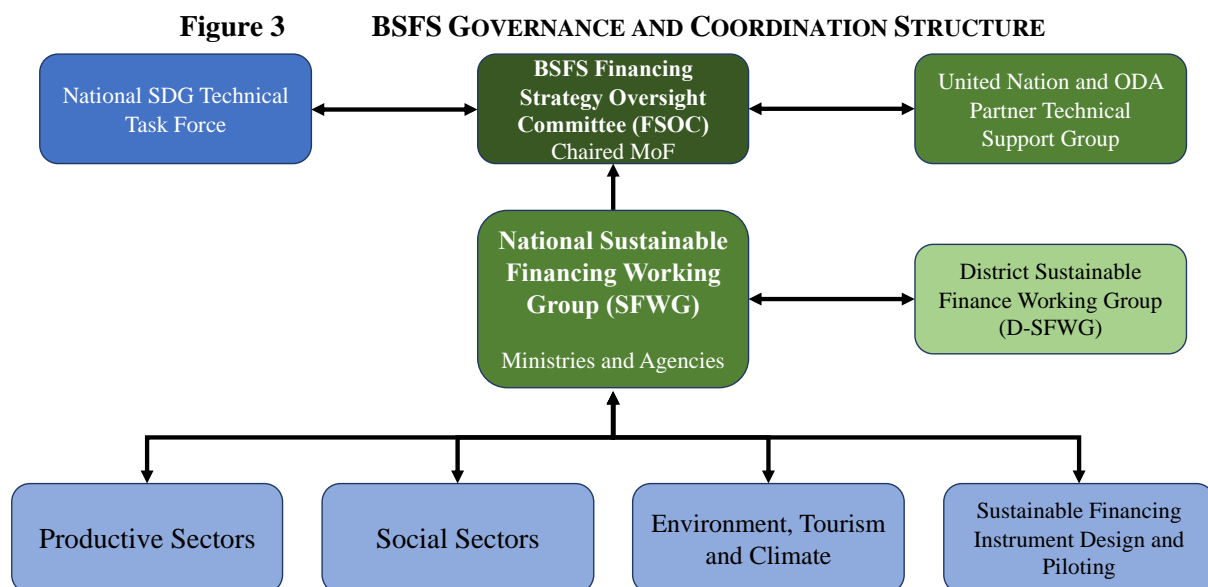 Figure 3 BSFS GOVERNANCE AND COORDINATION STRUCTURE
National SDG Technical
Task Force
BSFS Financing
Strategy Oversight
Committee (FSOC)
Chaired MoF
United Nation and ODA
Partner Technical
Support Group
National Sustainable
Financing Working
Group (SFWG)
Ministries and Agencies
District Sustainable
Finance Working Group
(D-SFWG)
Productive Sectors
Social Sectors
Environment, Tourism
and Climate
Sustainable Financing
Instrument Design and
Piloting